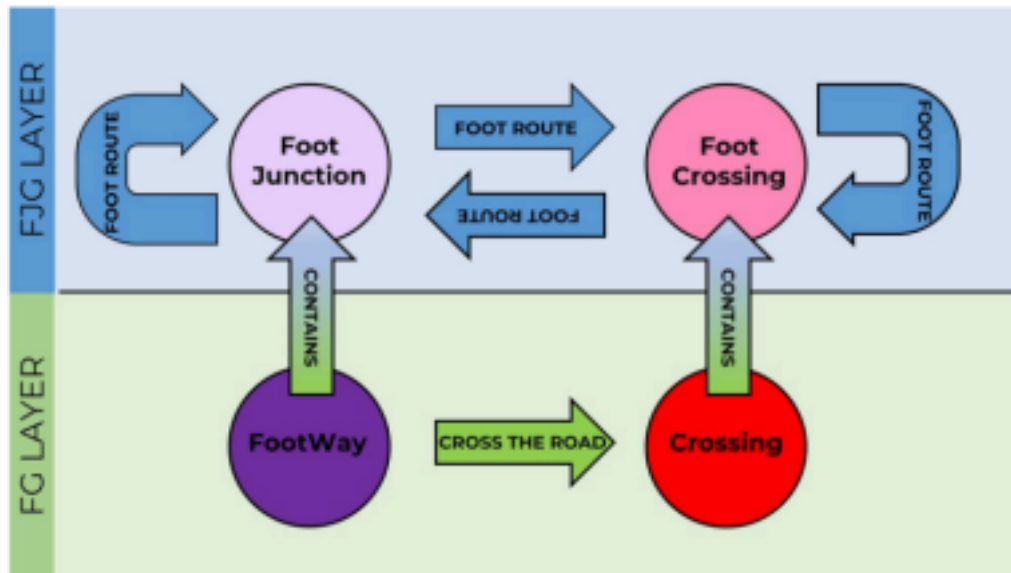 FJG LAYER
FOOT ROUTE
Foot
Junction
FOOT ROUTE
FOOT ROUTE
Foot
Crossing
FOOT ROUTE
CONTAINS
CONTAINS
FG LAYER
FootWay
CROSS THE ROAD
Crossing